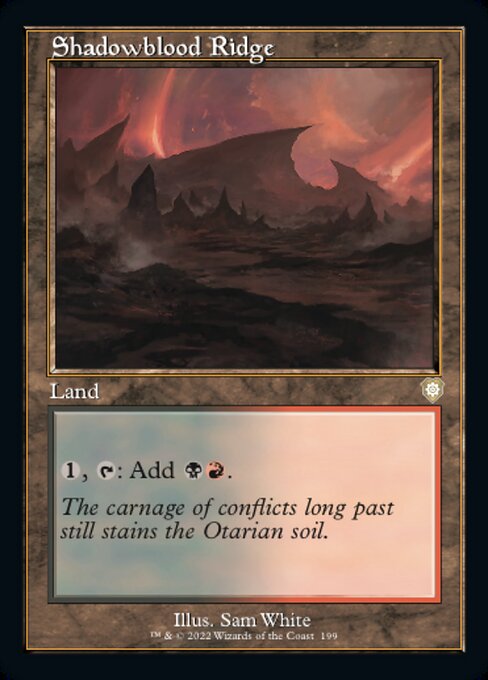 Shadowblood Ridge
Land
1, : Add .
The carnage of conflicts long past
still stains the Otarian soil.
Illus. Sam White
™ & © 2022 Wizards of the Coast 199